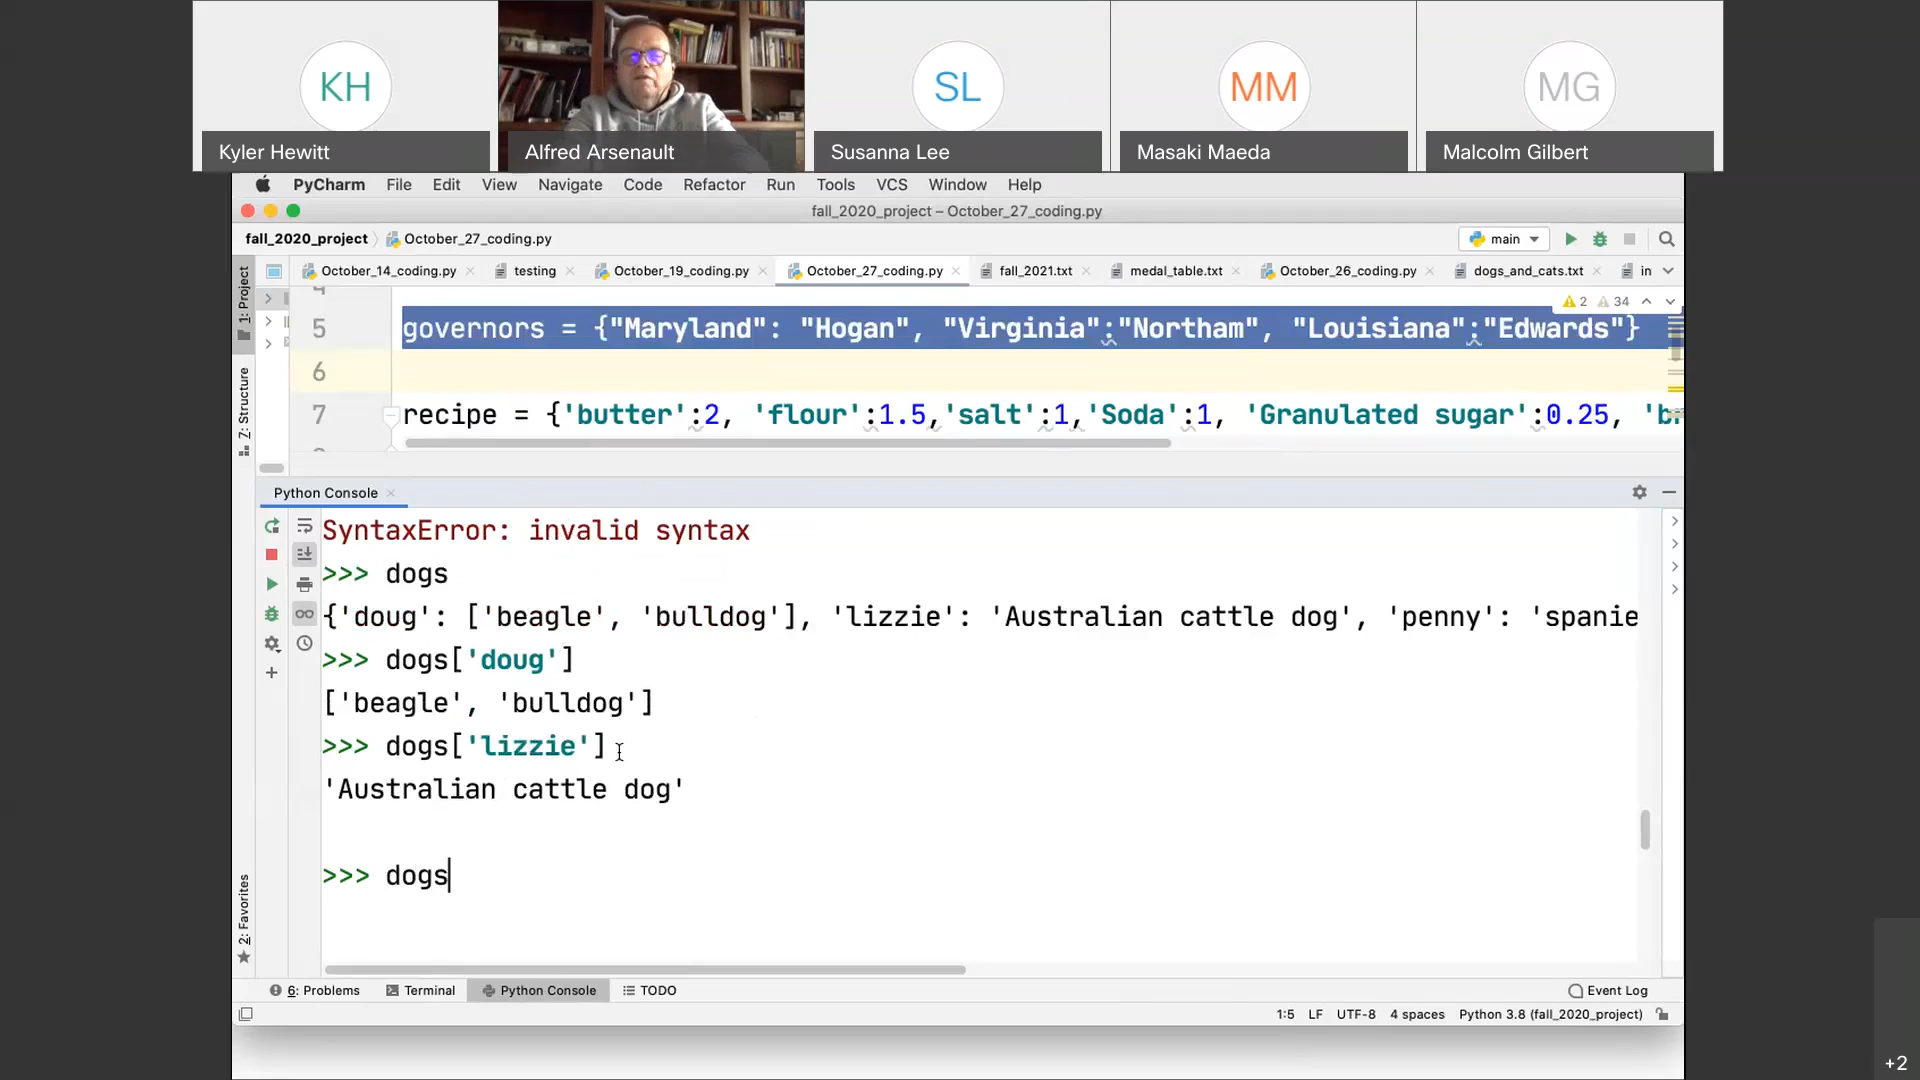 KH
SL
MM
MG
Kyler Hewitt
Alfred Arsenault
Susanna Lee
Masaki Maeda
Malcolm Gilbert
PyCharm File Edit View Navigate Code Refactor Run Tools VCS Window Help
fall_2020_project – October_27_coding.py
fall_2020_project October_27_coding.py
main
1: Project
October_14_coding.py testing October_19_coding.py October_27_coding.py fall_2021.txt medal_table.txt October_26_coding.py dogs_and_cats.txt in
2 34
5 governors = {"Maryland": "Hogan", "Virginia":"Northam", "Louisiana":"Edwards"}
6
7 recipe = {'butter':2, 'flour':1.5,'salt':1,'Soda':1, 'Granulated sugar':0.25, 'br
Z: Structure
Python Console
SyntaxError: invalid syntax
>>> dogs
{'doug': ['beagle', 'bulldog'], 'lizzie': 'Australian cattle dog', 'penny': 'spanie
>>> dogs['doug']
['beagle', 'bulldog']
>>> dogs['lizzie']
'Australian cattle dog'
>>> dogs
2: Favorites
6: Problems Terminal Python Console TODO Event Log
1:5 LF UTF-8 4 spaces Python 3.8 (fall_2020_project)
+2